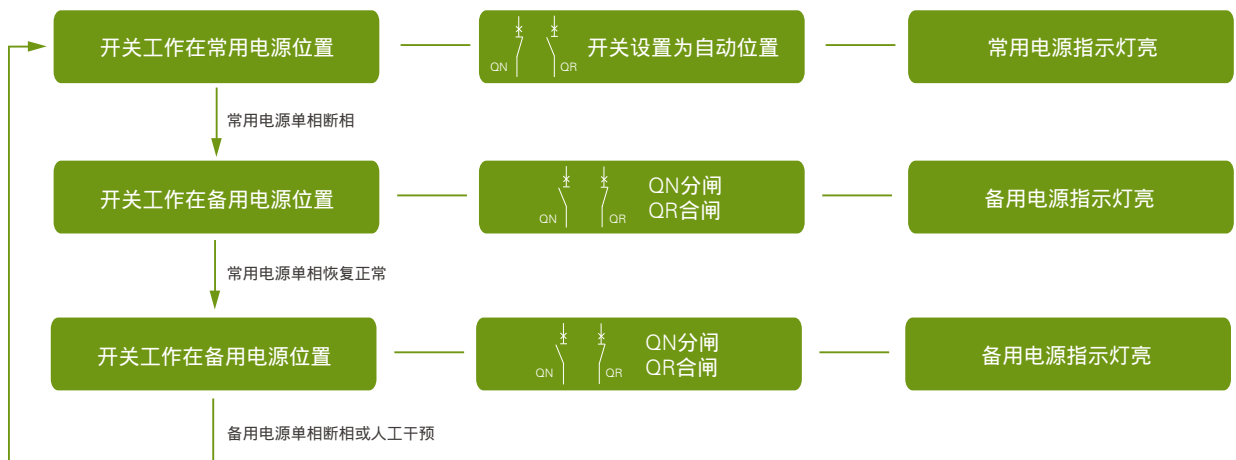 开关工作在常用电源位置
QN
QR
开关设置为自动位置
常用电源指示灯亮
常用电源单相断相
开关工作在备用电源位置
QN
QR
QN分闸
QR合闸
备用电源指示灯亮
常用电源单相恢复正常
开关工作在备用电源位置
QN
QR
QN分闸
QR合闸
备用电源指示灯亮
备用电源单相断相或人工干预